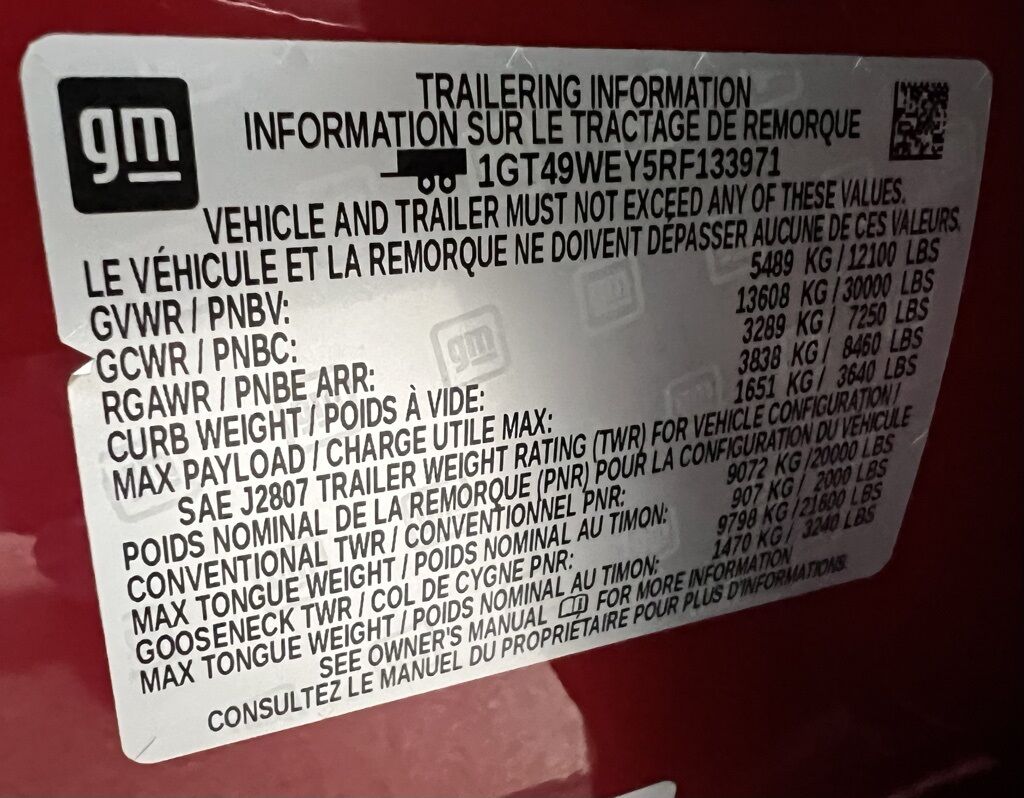 gm
TRAILERING INFORMATION
INFORMATION SUR LE TRACTAGE DE REMORQUE
1GT49WEY5RF133971
VEHICLE AND TRAILER MUST NOT EXCEED ANY OF THESE VALUES.
LE VÉHICULE ET LA REMORQUE NE DOIVENT DÉPASSER AUCUNE DE CES VALEURS.
GVWR / PNBV: 5489 KG / 12100 LBS
GCWR / PNBC: 13608 KG / 30000 LBS
RGAWR / PNBE ARR: 3289 KG / 7250 LBS
CURB WEIGHT / POIDS À VIDE: 3838 KG / 8460 LBS
MAX PAYLOAD / CHARGE UTILE MAX: 1651 KG / 3640 LBS
SAE J2807 TRAILER WEIGHT RATING (TWR) FOR VEHICLE CONFIGURATION /
POIDS NOMINAL DE LA REMORQUE (PNR) POUR LA CONFIGURATION DU VÉHICULE
CONVENTIONAL TWR / CONVENTIONNEL PNR: 9072 KG / 20000 LBS
MAX TONGUE WEIGHT / POIDS NOMINAL AU TIMON: 907 KG / 2000 LBS
GOOSENECK TWR / COL DE CYGNE PNR: 9798 KG / 21600 LBS
MAX TONGUE WEIGHT / POIDS NOMINAL AU TIMON: 1470 KG / 3240 LBS
SEE OWNER'S MANUAL FOR MORE INFORMATION
CONSULTEZ LE MANUEL DU PROPRIÉTAIRE POUR PLUS D'INFORMATIONS.